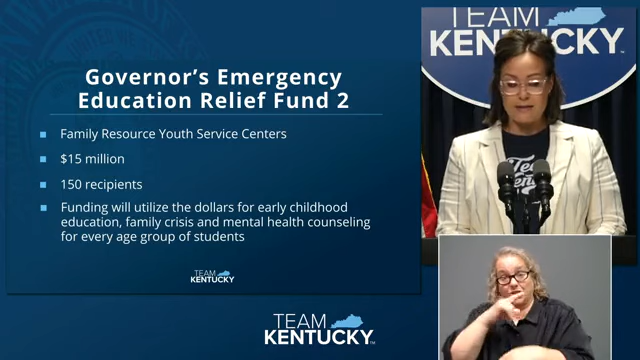 Governor's Emergency
Education Relief Fund 2
Family Resource Youth Service Centers
$15 million
150 recipients
Funding will utilize the dollars for early childhood
education, family crisis and mental health counseling
for every age group of students
TEAM
KENTUCKY
TEAM
KENTUCKY™
TEAM
KENTUCKY
Team